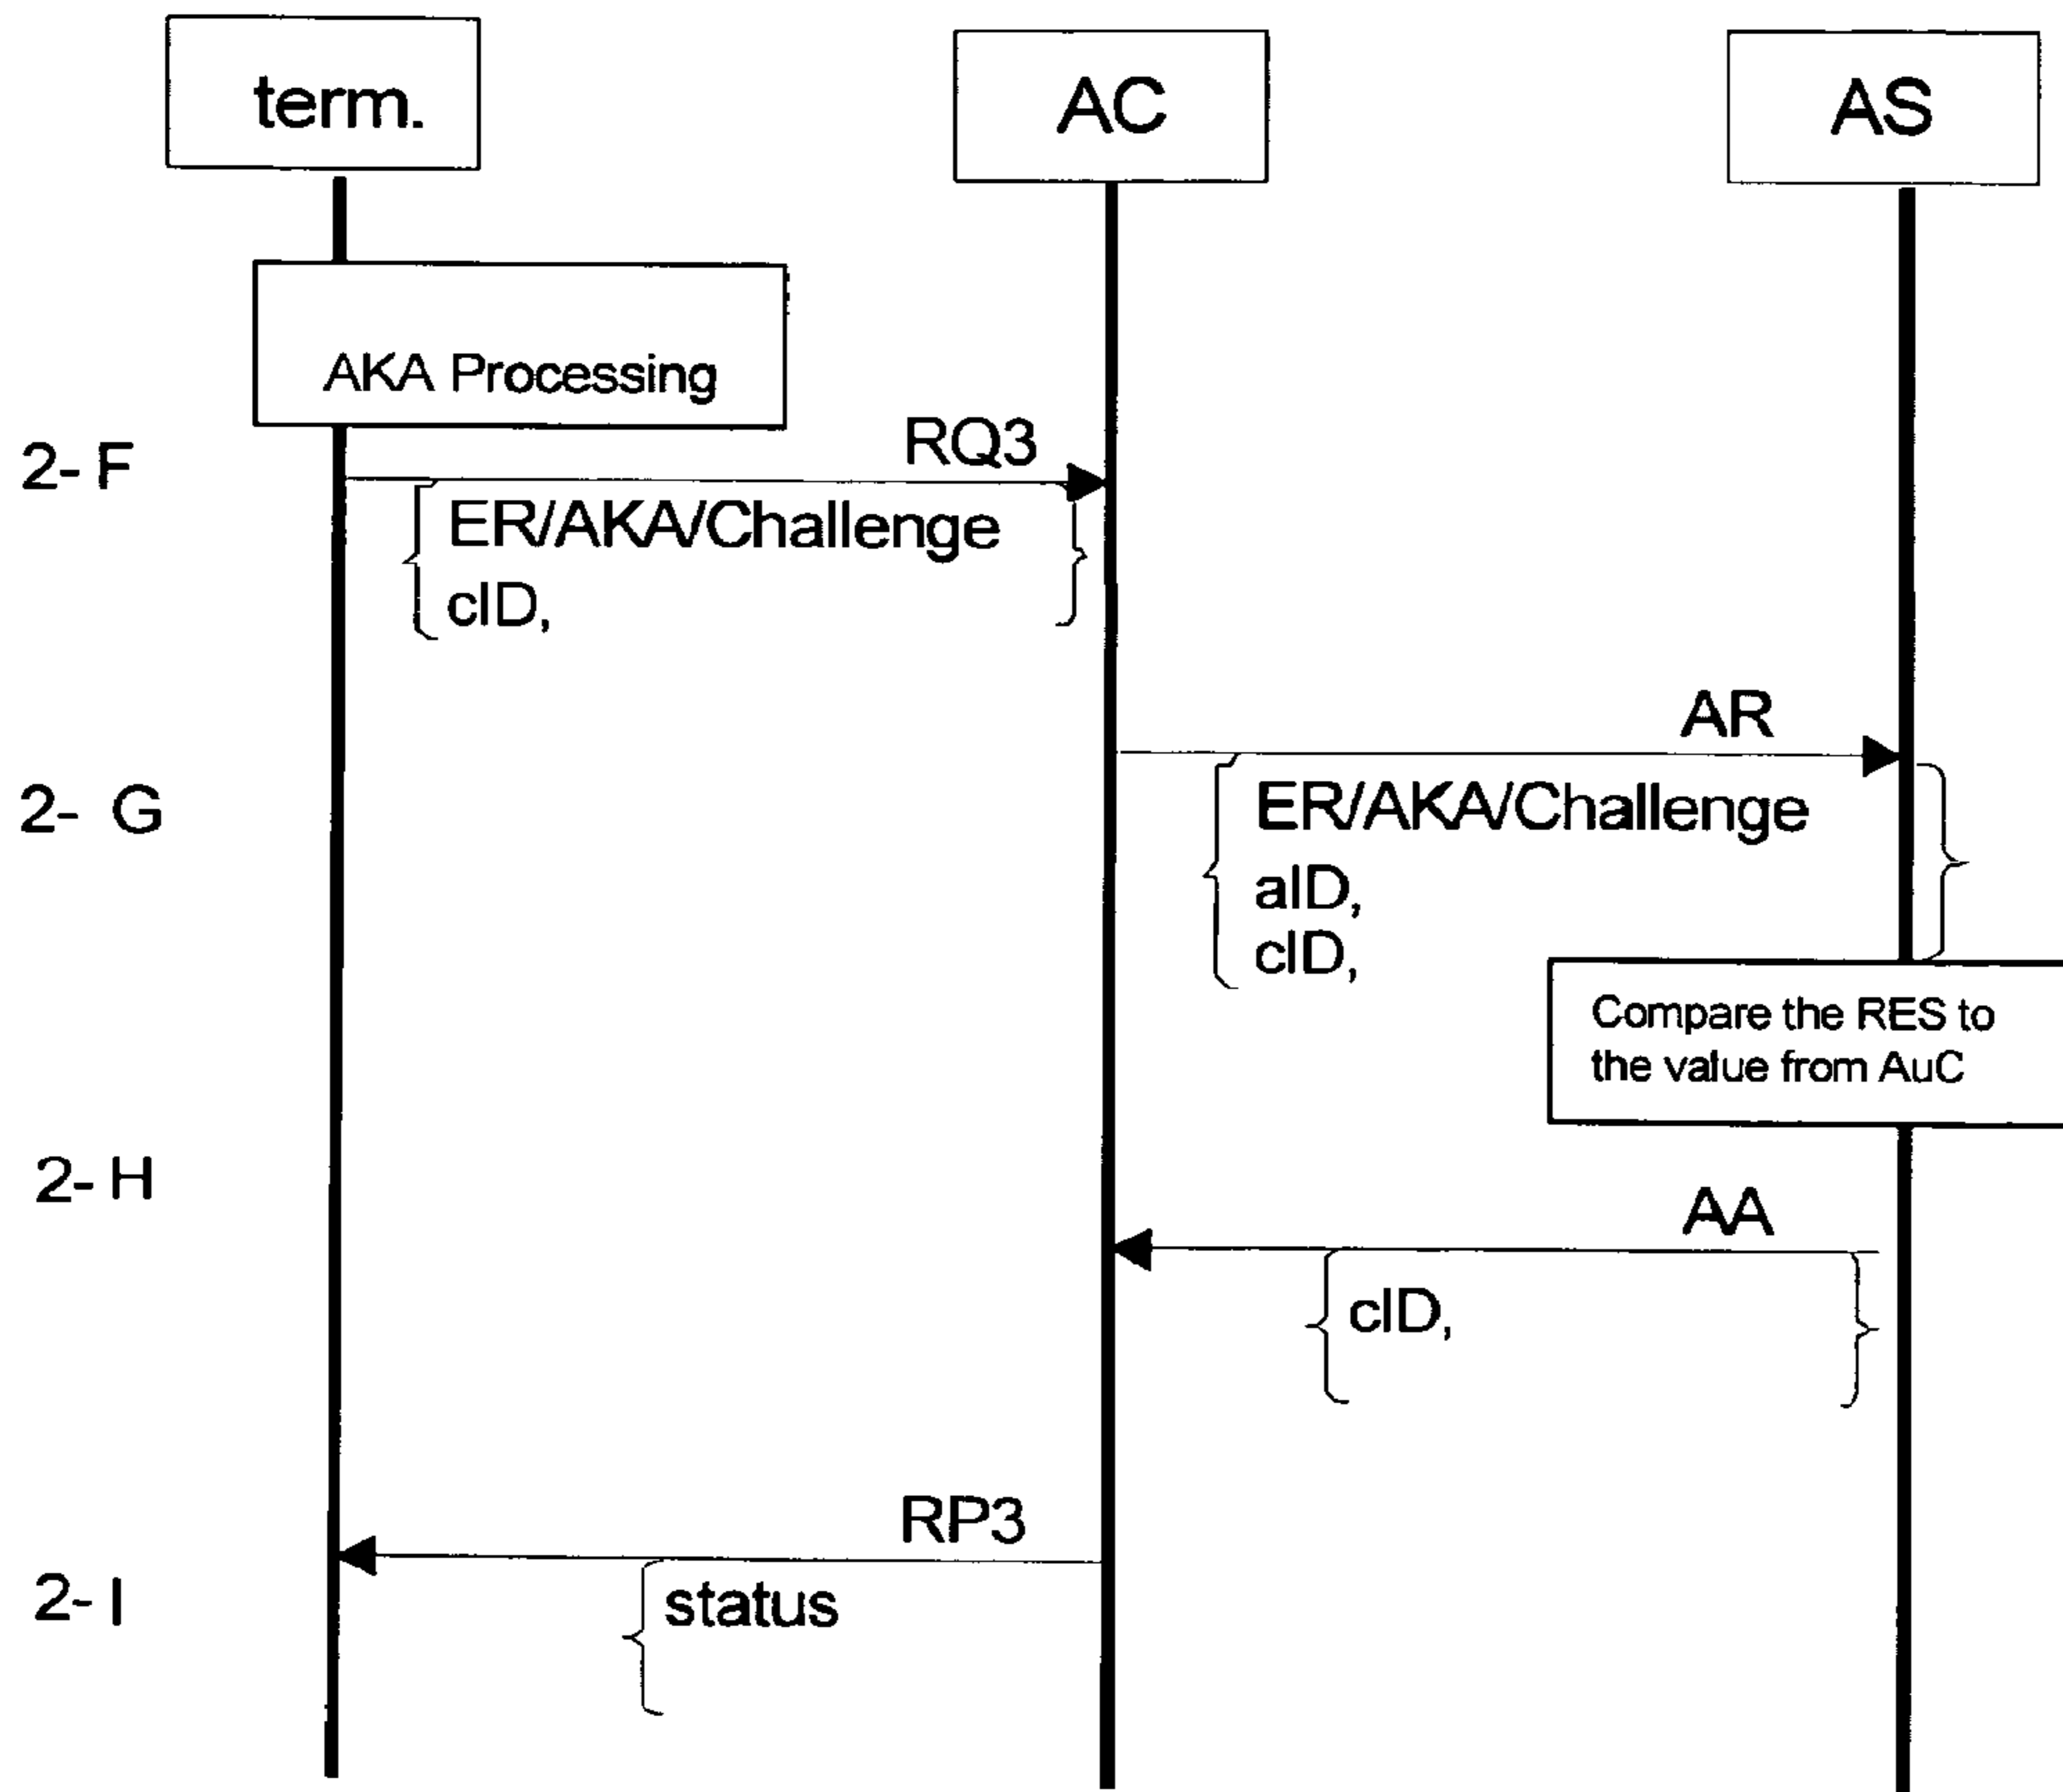 term.
AC
AS
AKA Processing
2- F
RQ3
ER/AKA/Challenge
cID,
AR
2- G
ER/AKA/Challenge
aID,
cID,
Compare the RES to
the value from AuC
2- H
AA
cID,
RP3
2- I
status